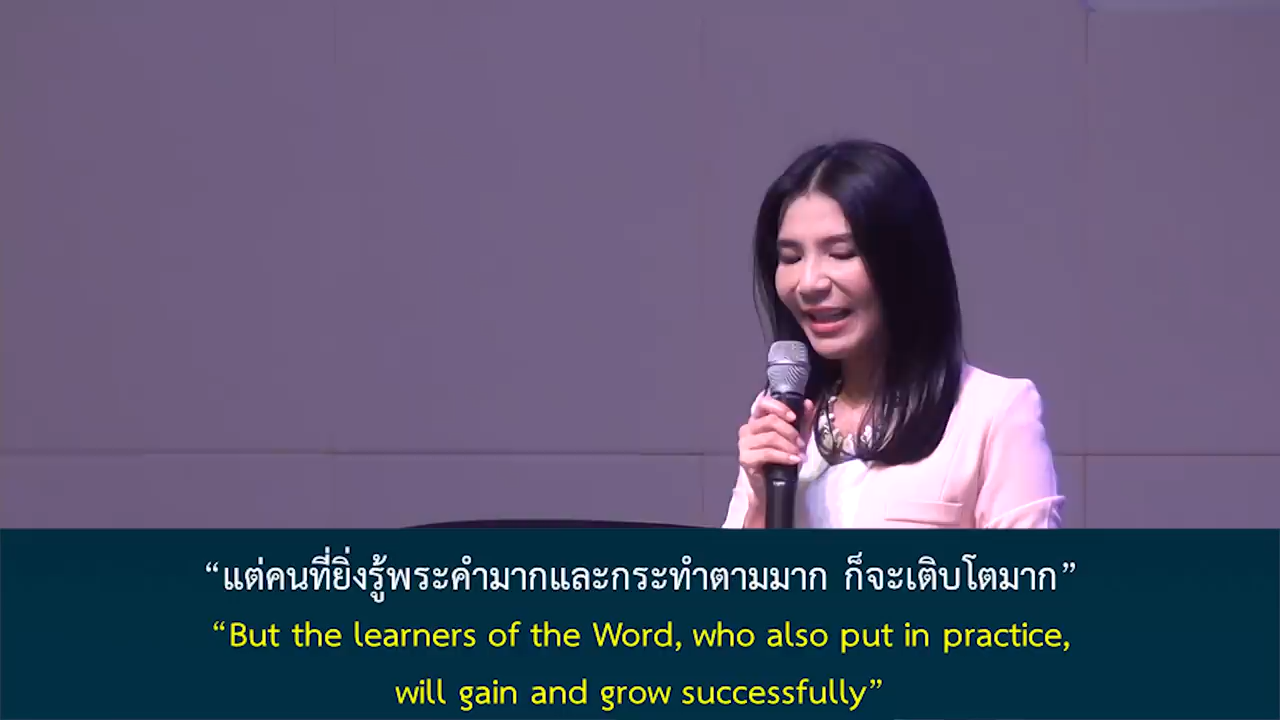 “แต่คนที่ยิ่งรู้พระคำมากและกระทำตามมาก ก็จะเติบโตมาก”
“But the learners of the Word, who also put in practice,
will gain and grow successfully”